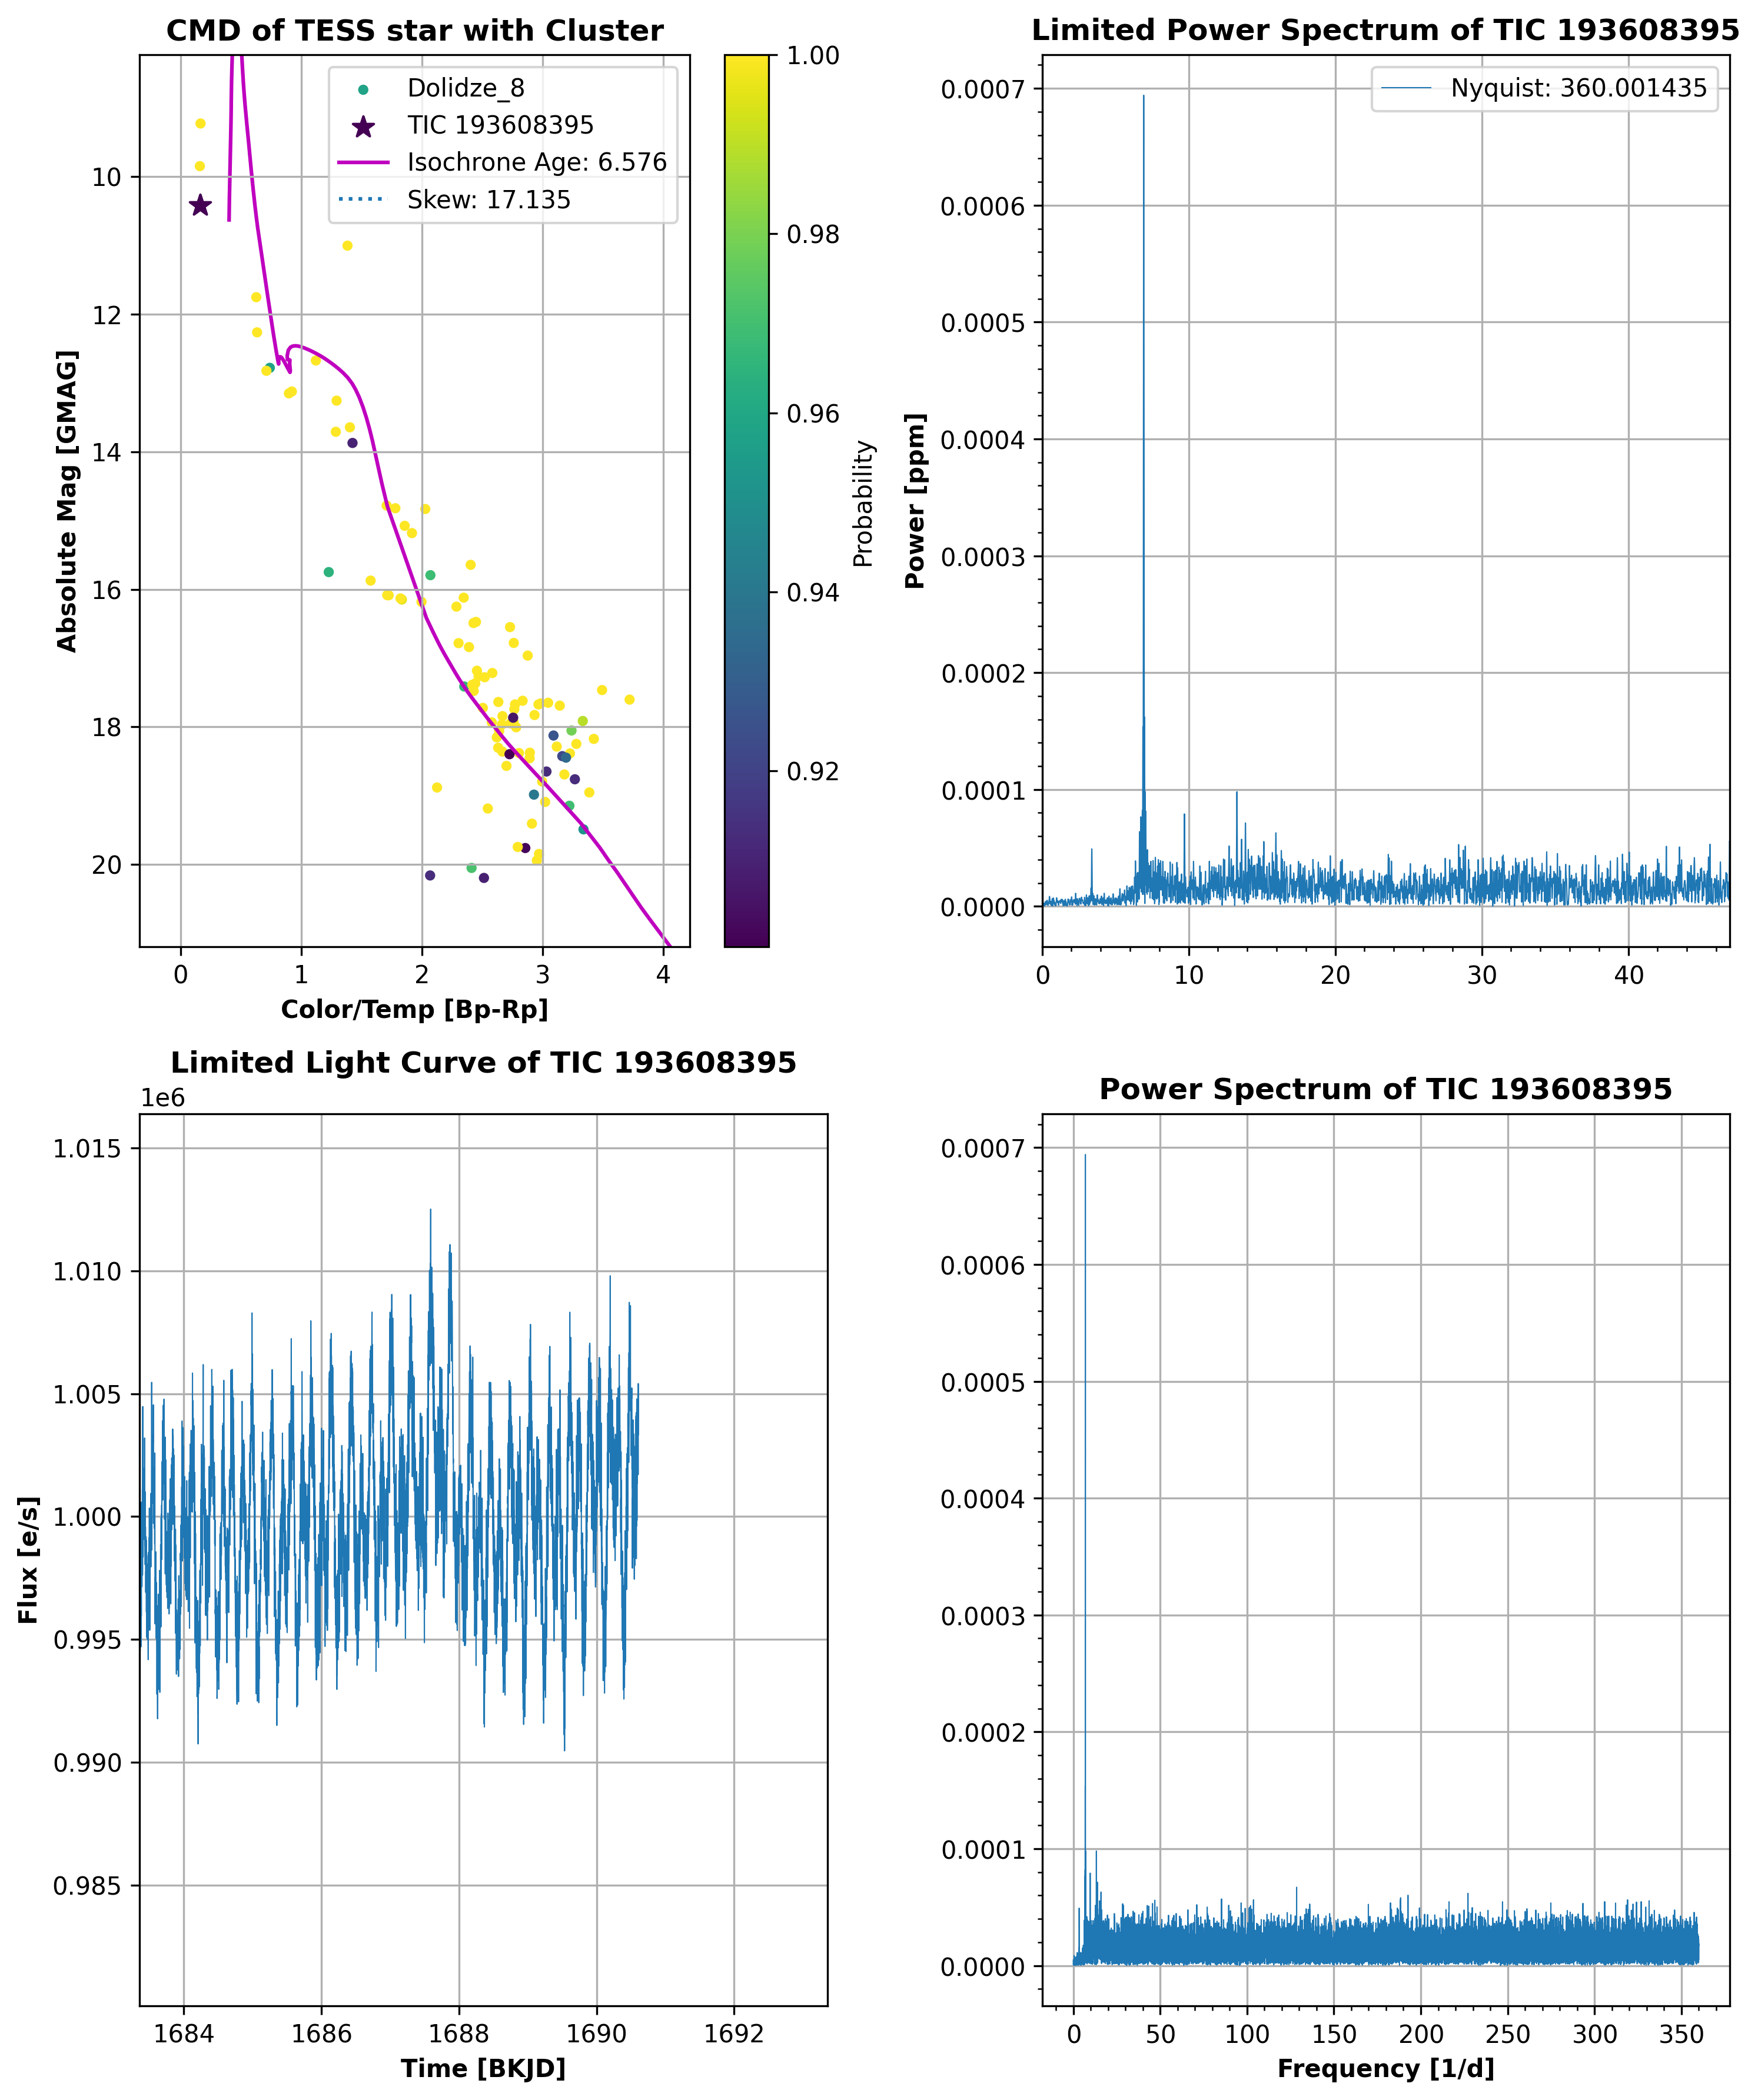 CMD of TESS star with Cluster
Dolidze_8
TIC 193608395
Isochrone Age: 6.576
Skew: 17.135
10
12
14
16
18
20
Absolute Mag [GMAG]
0 1 2 3 4
Color/Temp [Bp-Rp]
1.00
0.98
0.96
0.94
0.92
Probability
Limited Power Spectrum of TIC 193608395
Nyquist: 360.001435
0.0007
0.0006
0.0005
0.0004
0.0003
0.0002
0.0001
0.0000
Power [ppm]
0 10 20 30 40
Limited Light Curve of TIC 193608395
1e6
1.015
1.010
1.005
1.000
0.995
0.990
0.985
Flux [e/s]
1684 1686 1688 1690 1692
Time [BKJD]
Power Spectrum of TIC 193608395
0.0007
0.0006
0.0005
0.0004
0.0003
0.0002
0.0001
0.0000
0 50 100 150 200 250 300 350
Frequency [1/d]